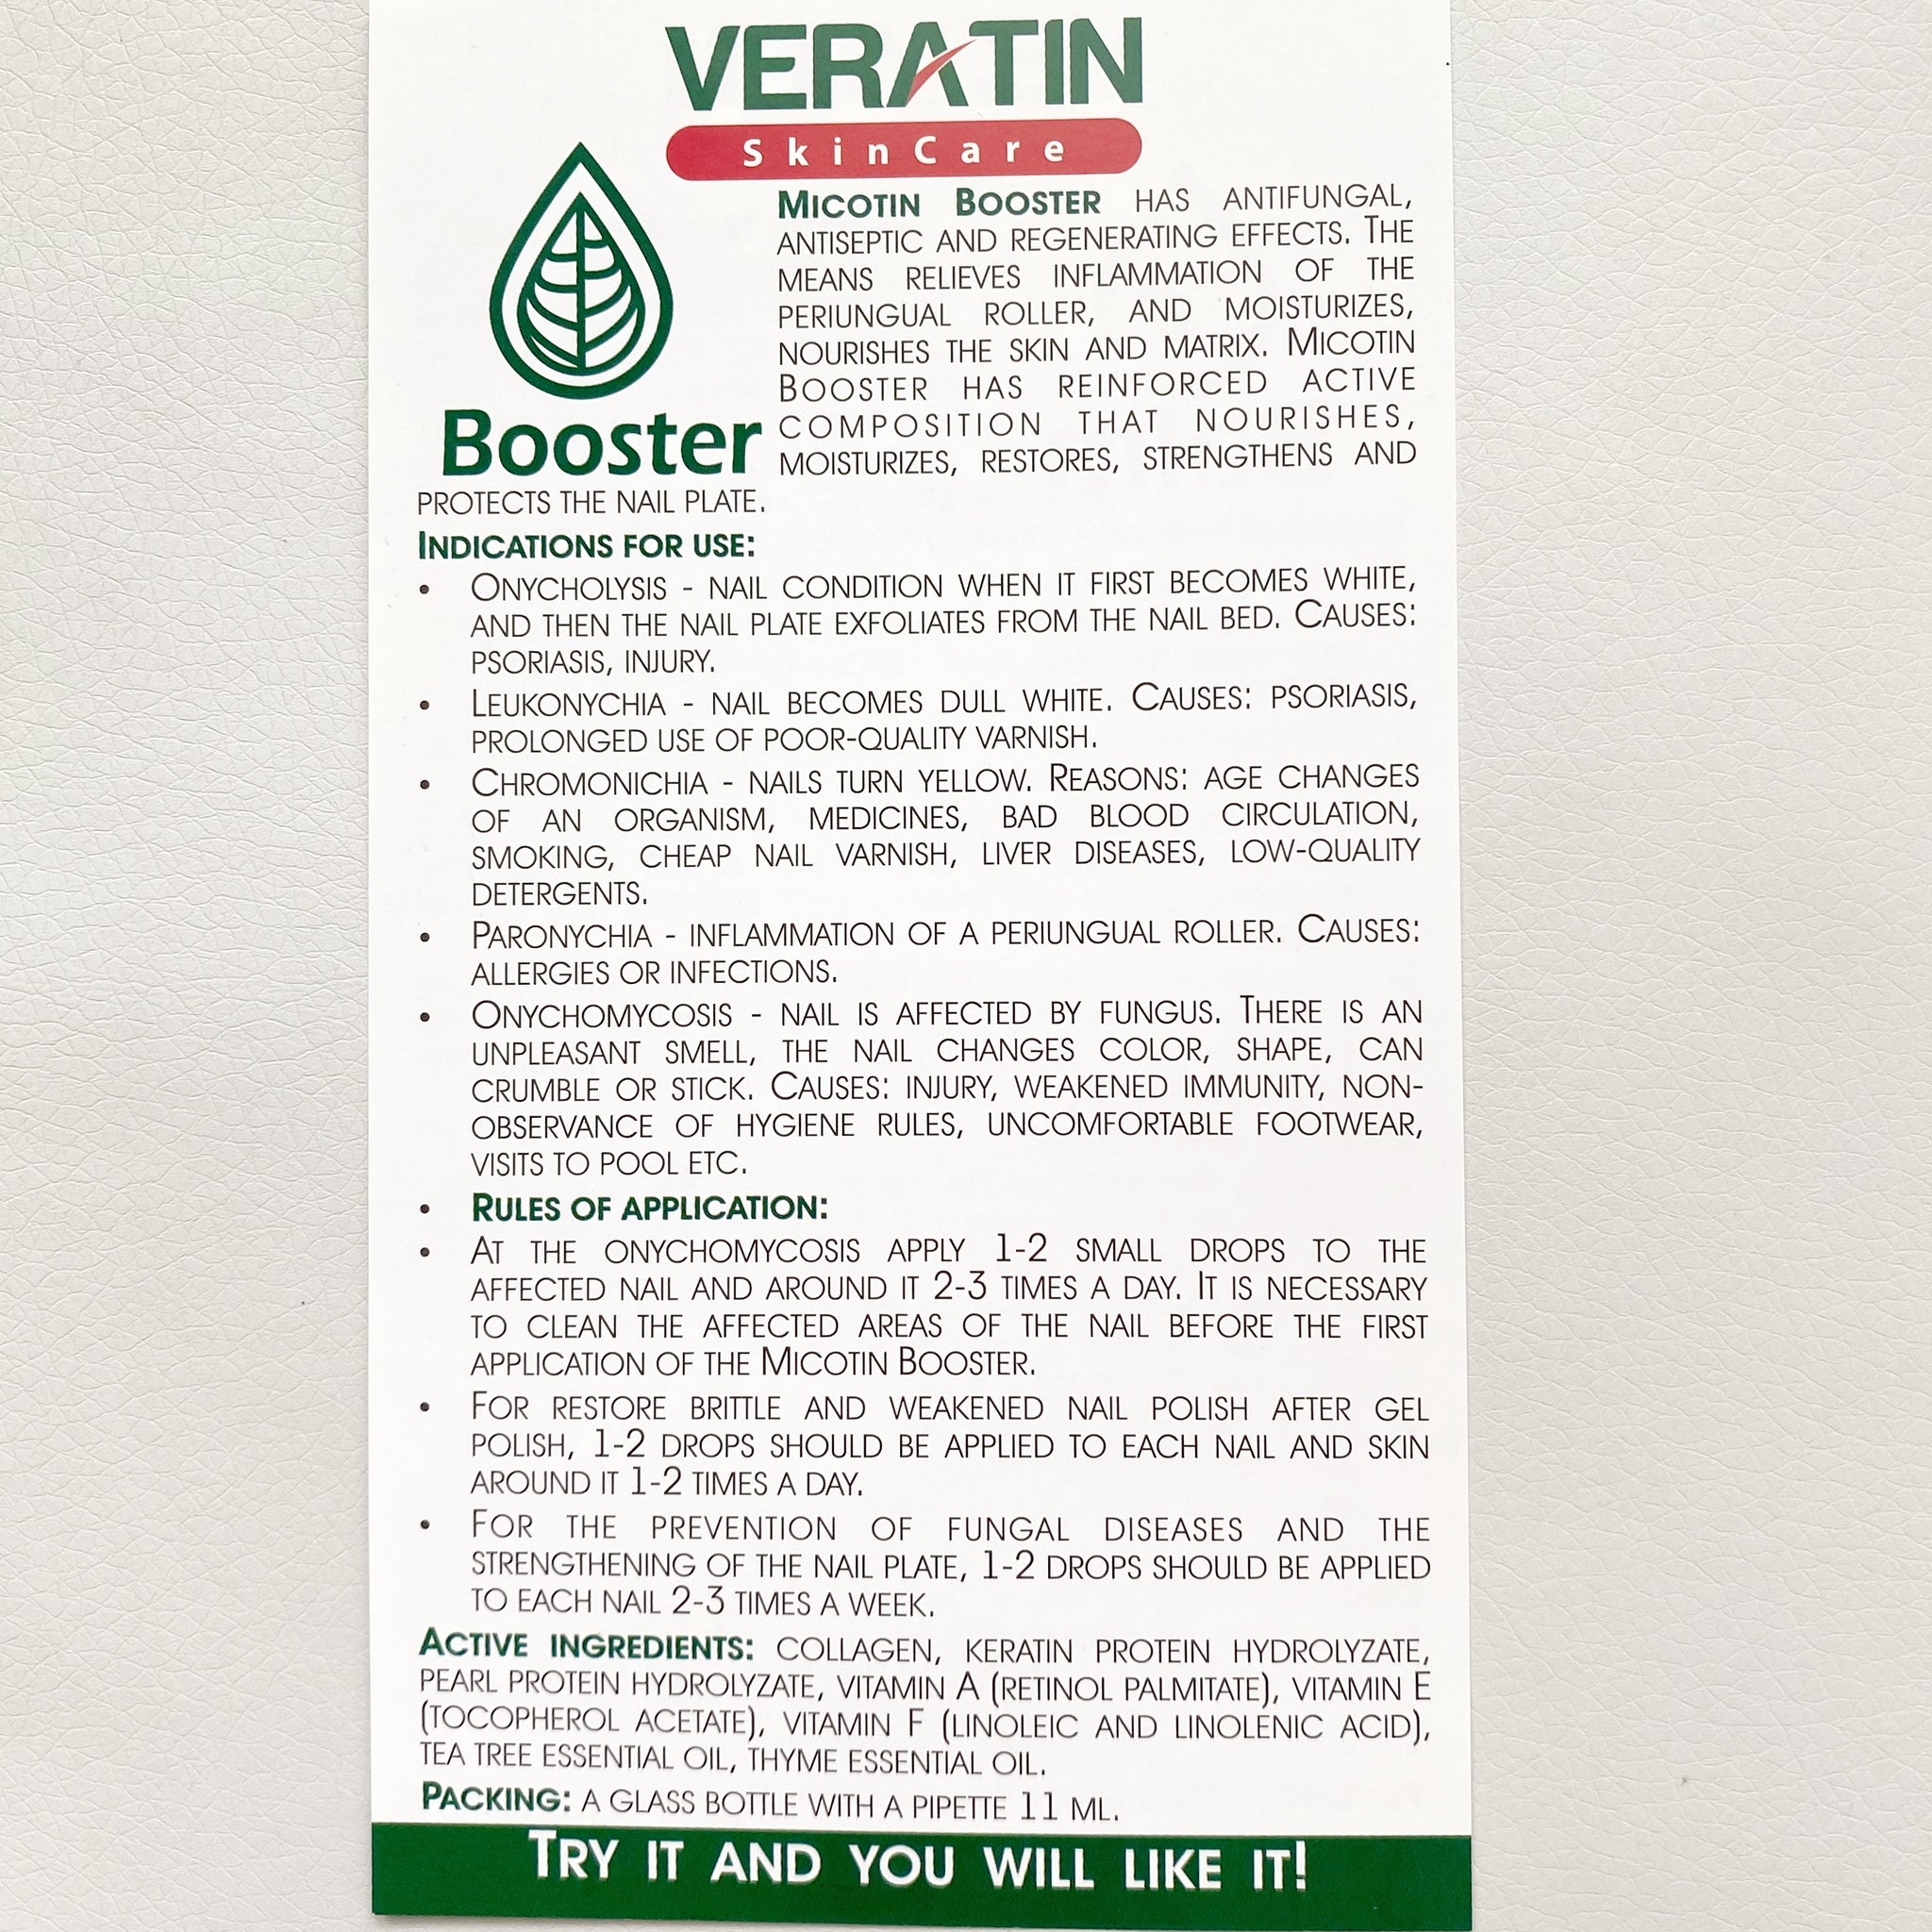 VERATIN
SkinCare
Booster
MICOTIN BOOSTER HAS ANTIFUNGAL,
ANTISEPTIC AND REGENERATING EFFECTS. THE
MEANS RELIEVES INFLAMMATION OF THE
PERIUNGUAL ROLLER, AND MOISTURIZES,
NOURISHES THE SKIN AND MATRIX. MICOTIN
BOOSTER HAS REINFORCED ACTIVE
COMPOSITION THAT NOURISHES,
MOISTURIZES, RESTORES, STRENGTHENS AND
PROTECTS THE NAIL PLATE.
INDICATIONS FOR USE:
• ONYCHOLYSIS - NAIL CONDITION WHEN IT FIRST BECOMES WHITE,
AND THEN THE NAIL PLATE EXFOLIATES FROM THE NAIL BED. CAUSES:
PSORIASIS, INJURY.
• LEUKONYCHIA - NAIL BECOMES DULL WHITE. CAUSES: PSORIASIS,
PROLONGED USE OF POOR-QUALITY VARNISH.
• CHROMONICHIA - NAILS TURN YELLOW. REASONS: AGE CHANGES
OF AN ORGANISM, MEDICINES, BAD BLOOD CIRCULATION,
SMOKING, CHEAP NAIL VARNISH, LIVER DISEASES, LOW-QUALITY
DETERGENTS.
• PARONYCHIA - INFLAMMATION OF A PERIUNGUAL ROLLER. CAUSES:
ALLERGIES OR INFECTIONS.
• ONYCHOMYCOSIS - NAIL IS AFFECTED BY FUNGUS. THERE IS AN
UNPLEASANT SMELL, THE NAIL CHANGES COLOR, SHAPE, CAN
CRUMBLE OR STICK. CAUSES: INJURY, WEAKENED IMMUNITY, NON-
OBSERVANCE OF HYGIENE RULES, UNCOMFORTABLE FOOTWEAR,
VISITS TO POOL ETC.
• RULES OF APPLICATION:
• AT THE ONYCHOMYCOSIS APPLY 1-2 SMALL DROPS TO THE
AFFECTED NAIL AND AROUND IT 2-3 TIMES A DAY. IT IS NECESSARY
TO CLEAN THE AFFECTED AREAS OF THE NAIL BEFORE THE FIRST
APPLICATION OF THE MICOTIN BOOSTER.
• FOR RESTORE BRITTLE AND WEAKENED NAIL POLISH AFTER GEL
POLISH, 1-2 DROPS SHOULD BE APPLIED TO EACH NAIL AND SKIN
AROUND IT 1-2 TIMES A DAY.
• FOR THE PREVENTION OF FUNGAL DISEASES AND THE
STRENGTHENING OF THE NAIL PLATE, 1-2 DROPS SHOULD BE APPLIED
TO EACH NAIL 2-3 TIMES A WEEK.
ACTIVE INGREDIENTS: COLLAGEN, KERATIN PROTEIN HYDROLYZATE,
PEARL PROTEIN HYDROLYZATE, VITAMIN A (RETINOL PALMITATE), VITAMIN E
(TOCOPHEROL ACETATE), VITAMIN F (LINOLEIC AND LINOLENIC ACID),
TEA TREE ESSENTIAL OIL, THYME ESSENTIAL OIL.
PACKING: A GLASS BOTTLE WITH A PIPETTE 11 ML.
TRY IT AND YOU WILL LIKE IT!